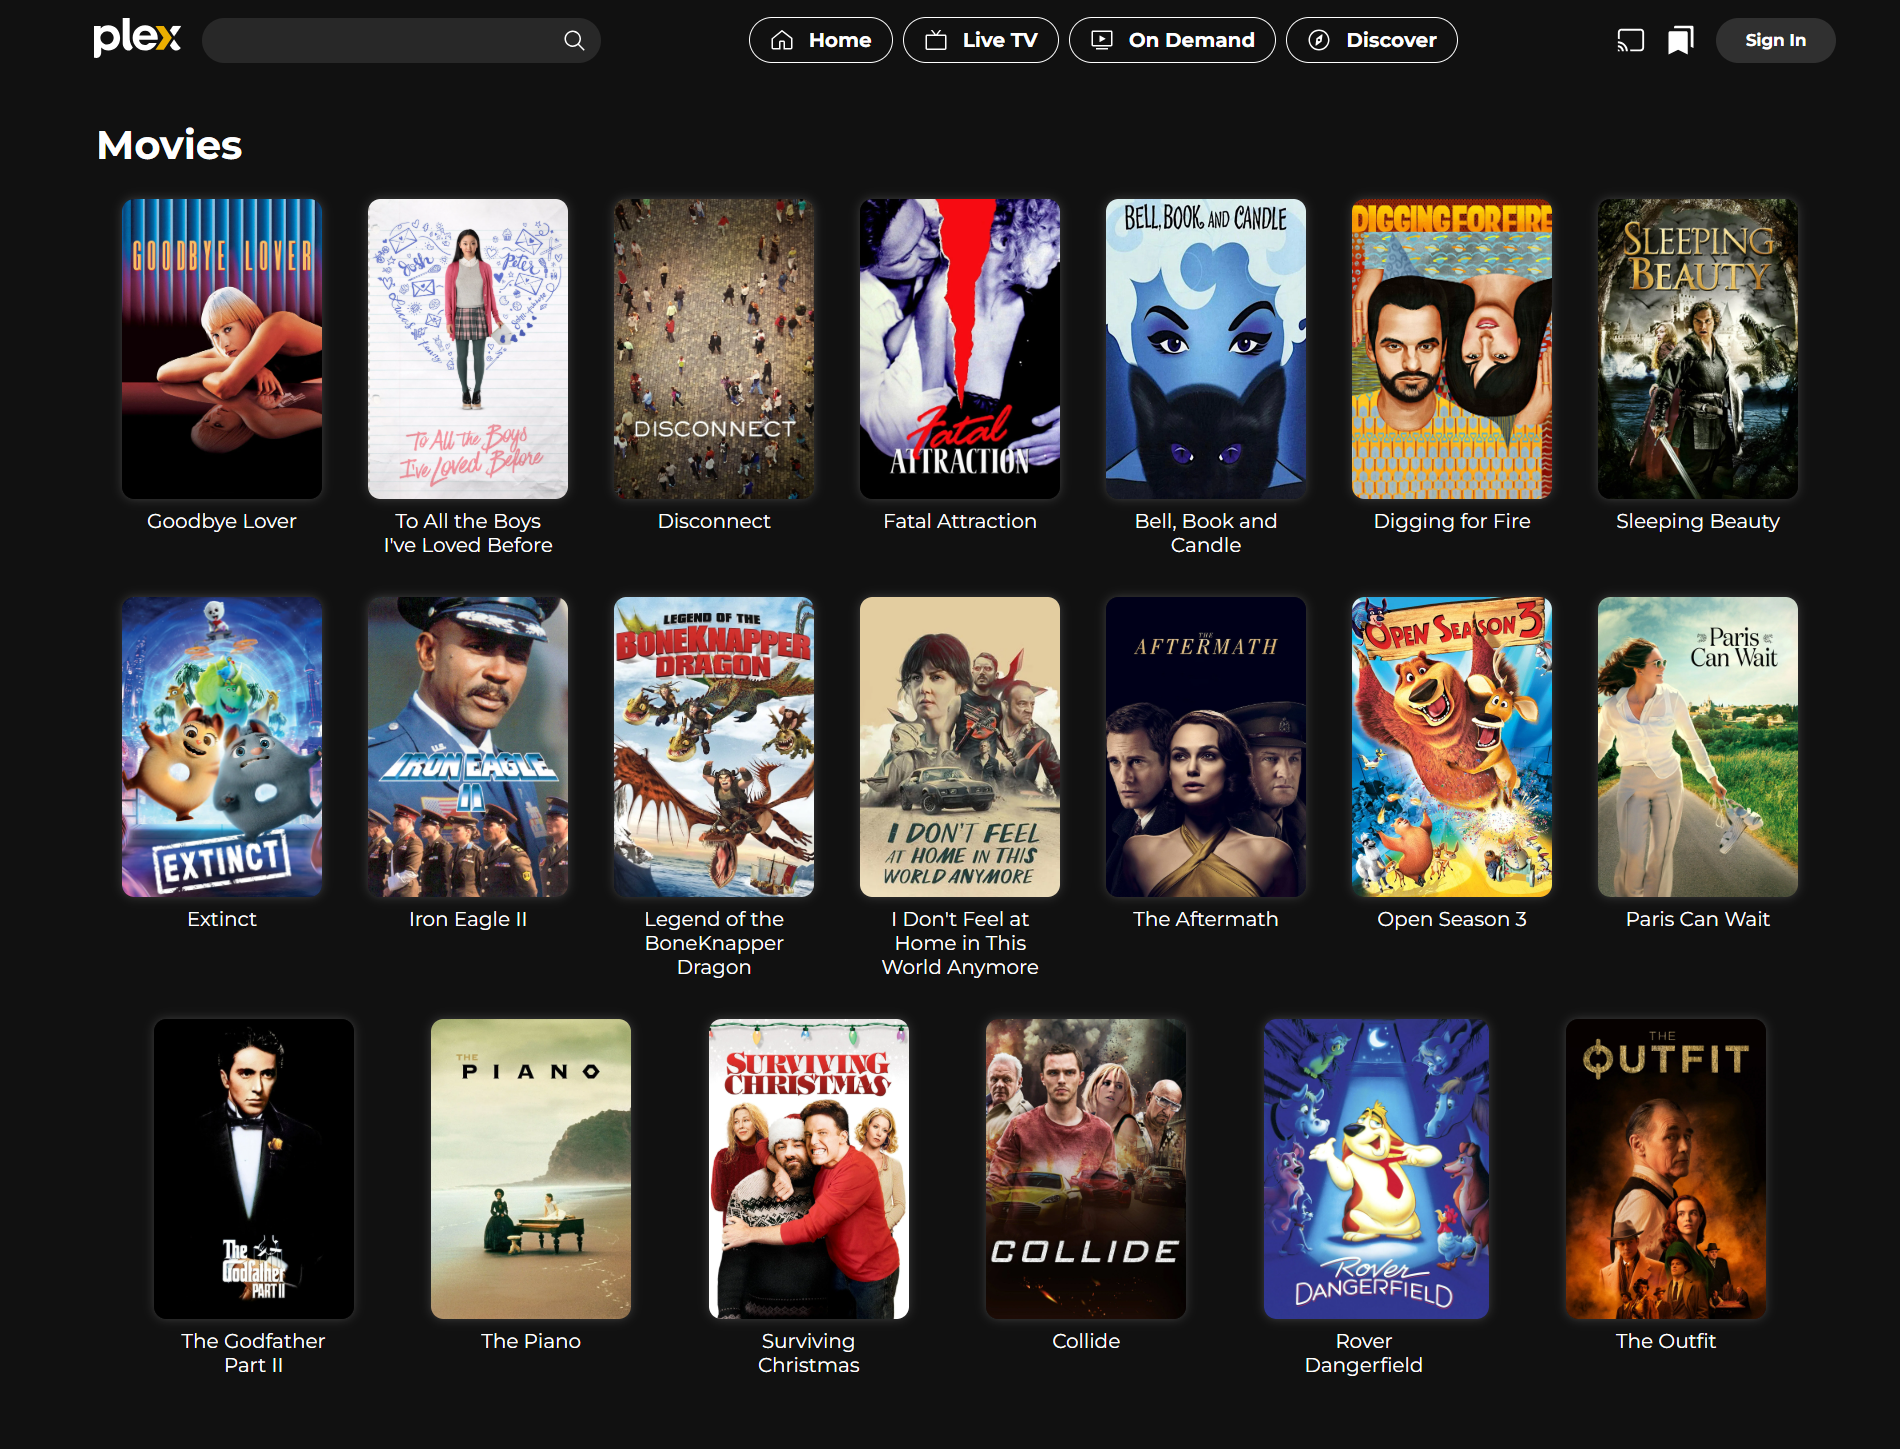 plex
Home
Live TV
On Demand
Discover
Sign In
Movies
GOODBYE LOVER
Josh
Peter
To All the Boys
I've Loved Before
DISCONNECT
Fatal
ATTRACTION
BELL, BOOK, AND CANDLE
DIGGING FOR FIRE
SLEEPING
BEAUTY
Goodbye Lover
To All the Boys
I've Loved Before
Disconnect
Fatal Attraction
Bell, Book and
Candle
Digging for Fire
Sleeping Beauty
EXTINCT
IRON EAGLE
II
LEGEND OF THE
BONEKNAPPER
DRAGON
I DON'T FEEL
AT HOME IN THIS
WORLD ANYMORE
THE
AFTERMATH
OPEN SEASON 3
Paris
Can Wait
Extinct
Iron Eagle II
Legend of the
BoneKnapper
Dragon
I Don't Feel at
Home in This
World Anymore
The Aftermath
Open Season 3
Paris Can Wait
The
Godfather
PART II
THE
PIANO
SURVIVING
CHRISTMAS
COLLIDE
Rover
DANGERFIELD
THE
OUTFIT
The Godfather
Part II
The Piano
Surviving
Christmas
Collide
Rover
Dangerfield
The Outfit